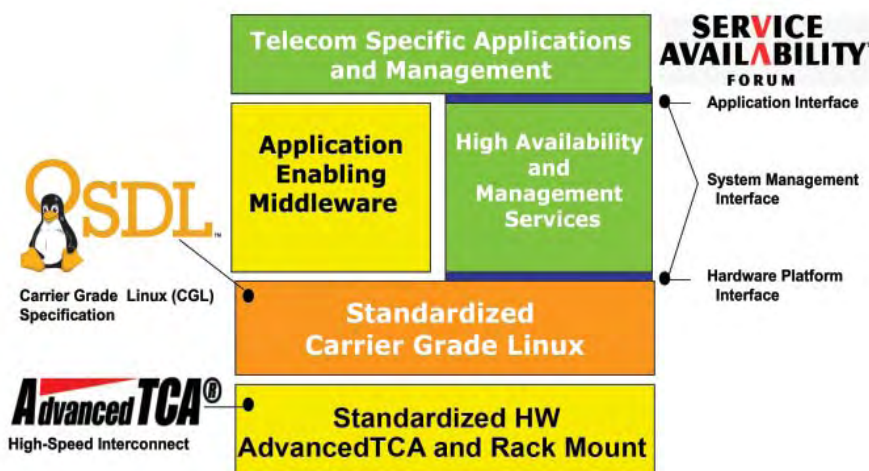 Telecom Specific Applications
and Management
SERVICE
AVAILABILITY
FORUM
Application Interface
Application
Enabling
Middleware
High Availability
and
Management
Services
System Management
Interface
OSDL™
Hardware Platform
Interface
Carrier Grade Linux (CGL)
Specification
Standardized
Carrier Grade Linux
AdvancedTCA®
High-Speed Interconnect
Standardized HW
AdvancedTCA and Rack Mount